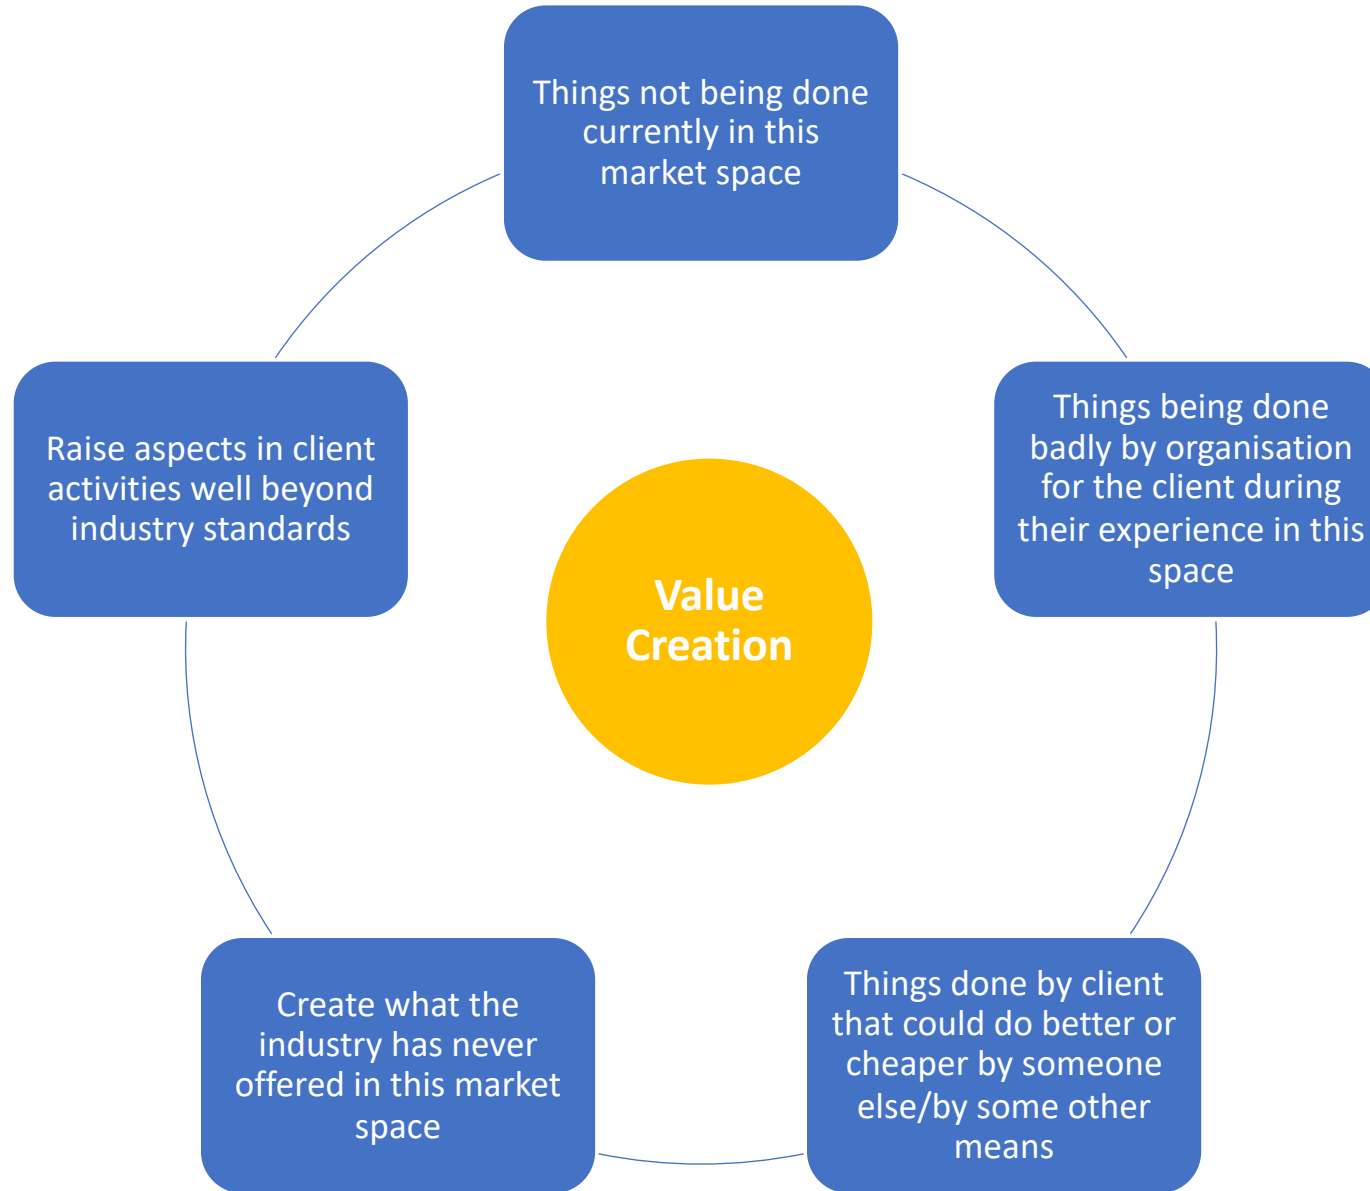 Things not being done
currently in this
market space
Things being done
badly by organisation
for the client during
their experience in this
space
Things done by client
that could do better or
cheaper by someone
else/by some other
means
Create what the
industry has never
offered in this market
space
Raise aspects in client
activities well beyond
industry standards
Value
Creation